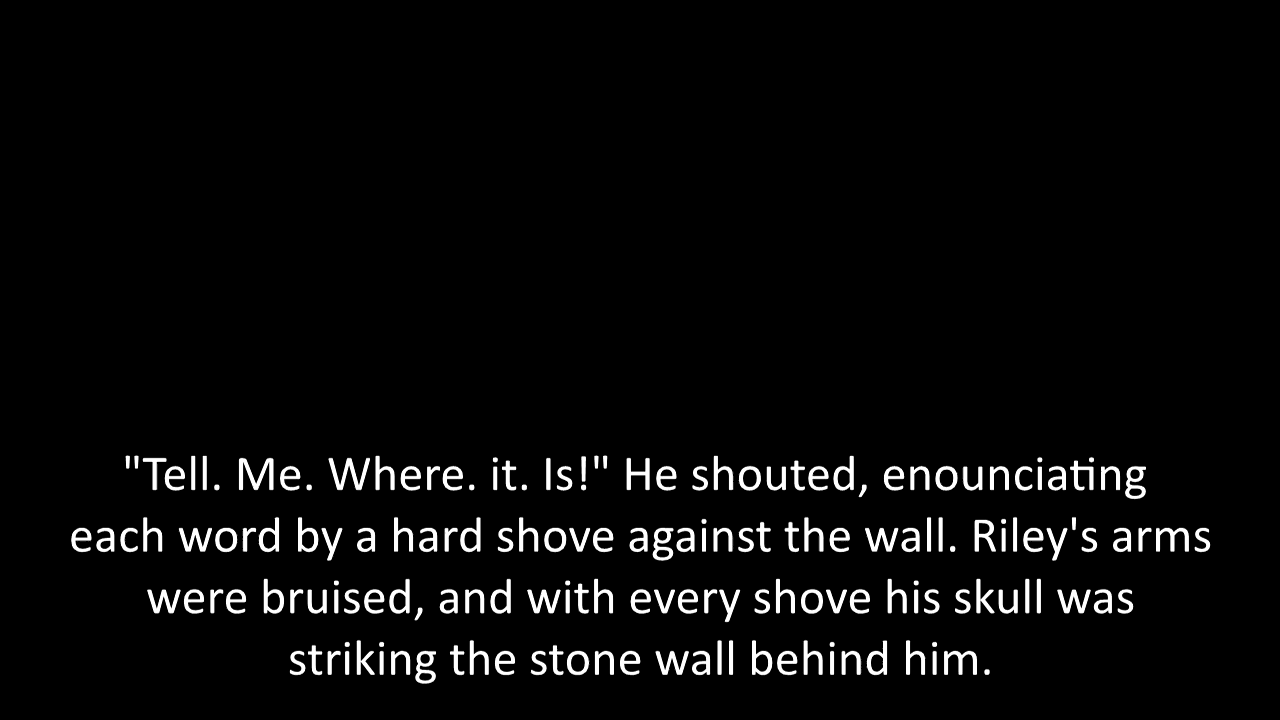 "Tell. Me. Where. it. Is!" He shouted, enounciating
each word by a hard shove against the wall. Riley's arms
were bruised, and with every shove his skull was
striking the stone wall behind him.